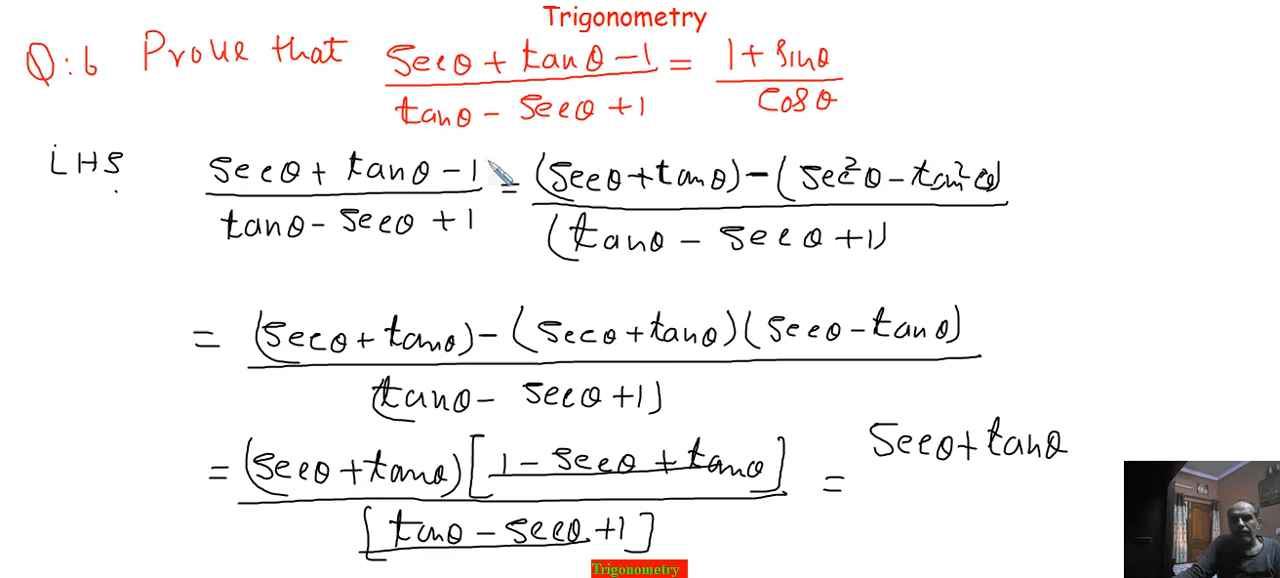 Trigonometry
Q:6 Prove that (secθ + tanθ - 1)/(tanθ - secθ + 1) = (1 + sinθ)/(cosθ)
LHS (secθ + tanθ - 1)/(tanθ - secθ + 1) = ((secθ + tanθ) - (sec²θ - tan²θ))/((tanθ - secθ + 1))
= ((secθ + tanθ) - (secθ + tanθ)(secθ - tanθ))/((tanθ - secθ + 1))
= ((secθ + tanθ)[1 - secθ + tanθ])/([tanθ - secθ + 1]) = secθ + tanθ
Trigonometry